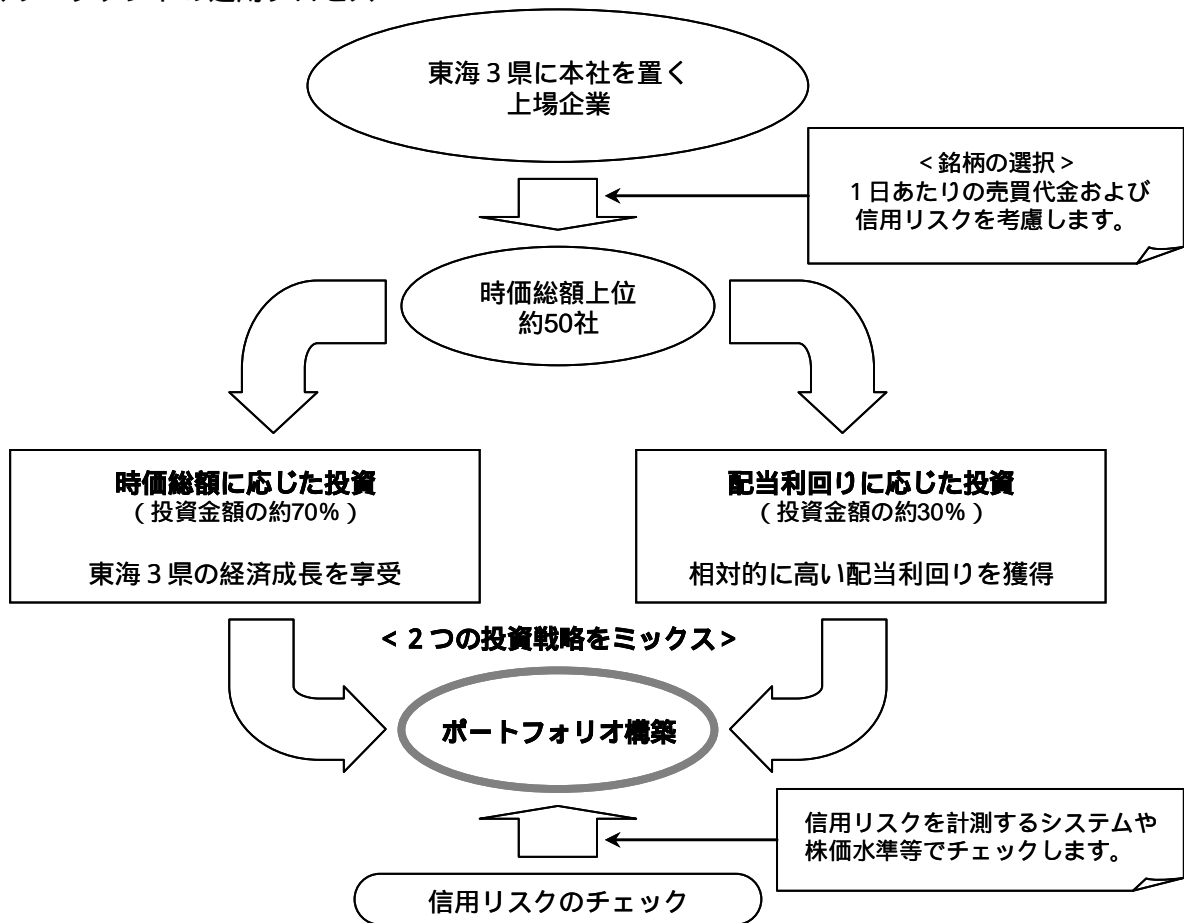 東海３県に本社を置く
上場企業
＜銘柄の選択＞
１日あたりの売買代金および
信用リスクを考慮します。
時価総額上位
約50社
時価総額に応じた投資
（投資金額の約70％）
東海３県の経済成長を享受
配当利回りに応じた投資
（投資金額の約30％）
相対的に高い配当利回りを獲得
＜２つの投資戦略をミックス＞
ポートフォリオ構築
信用リスクを計測するシステムや
株価水準等でチェックします。
信用リスクのチェック